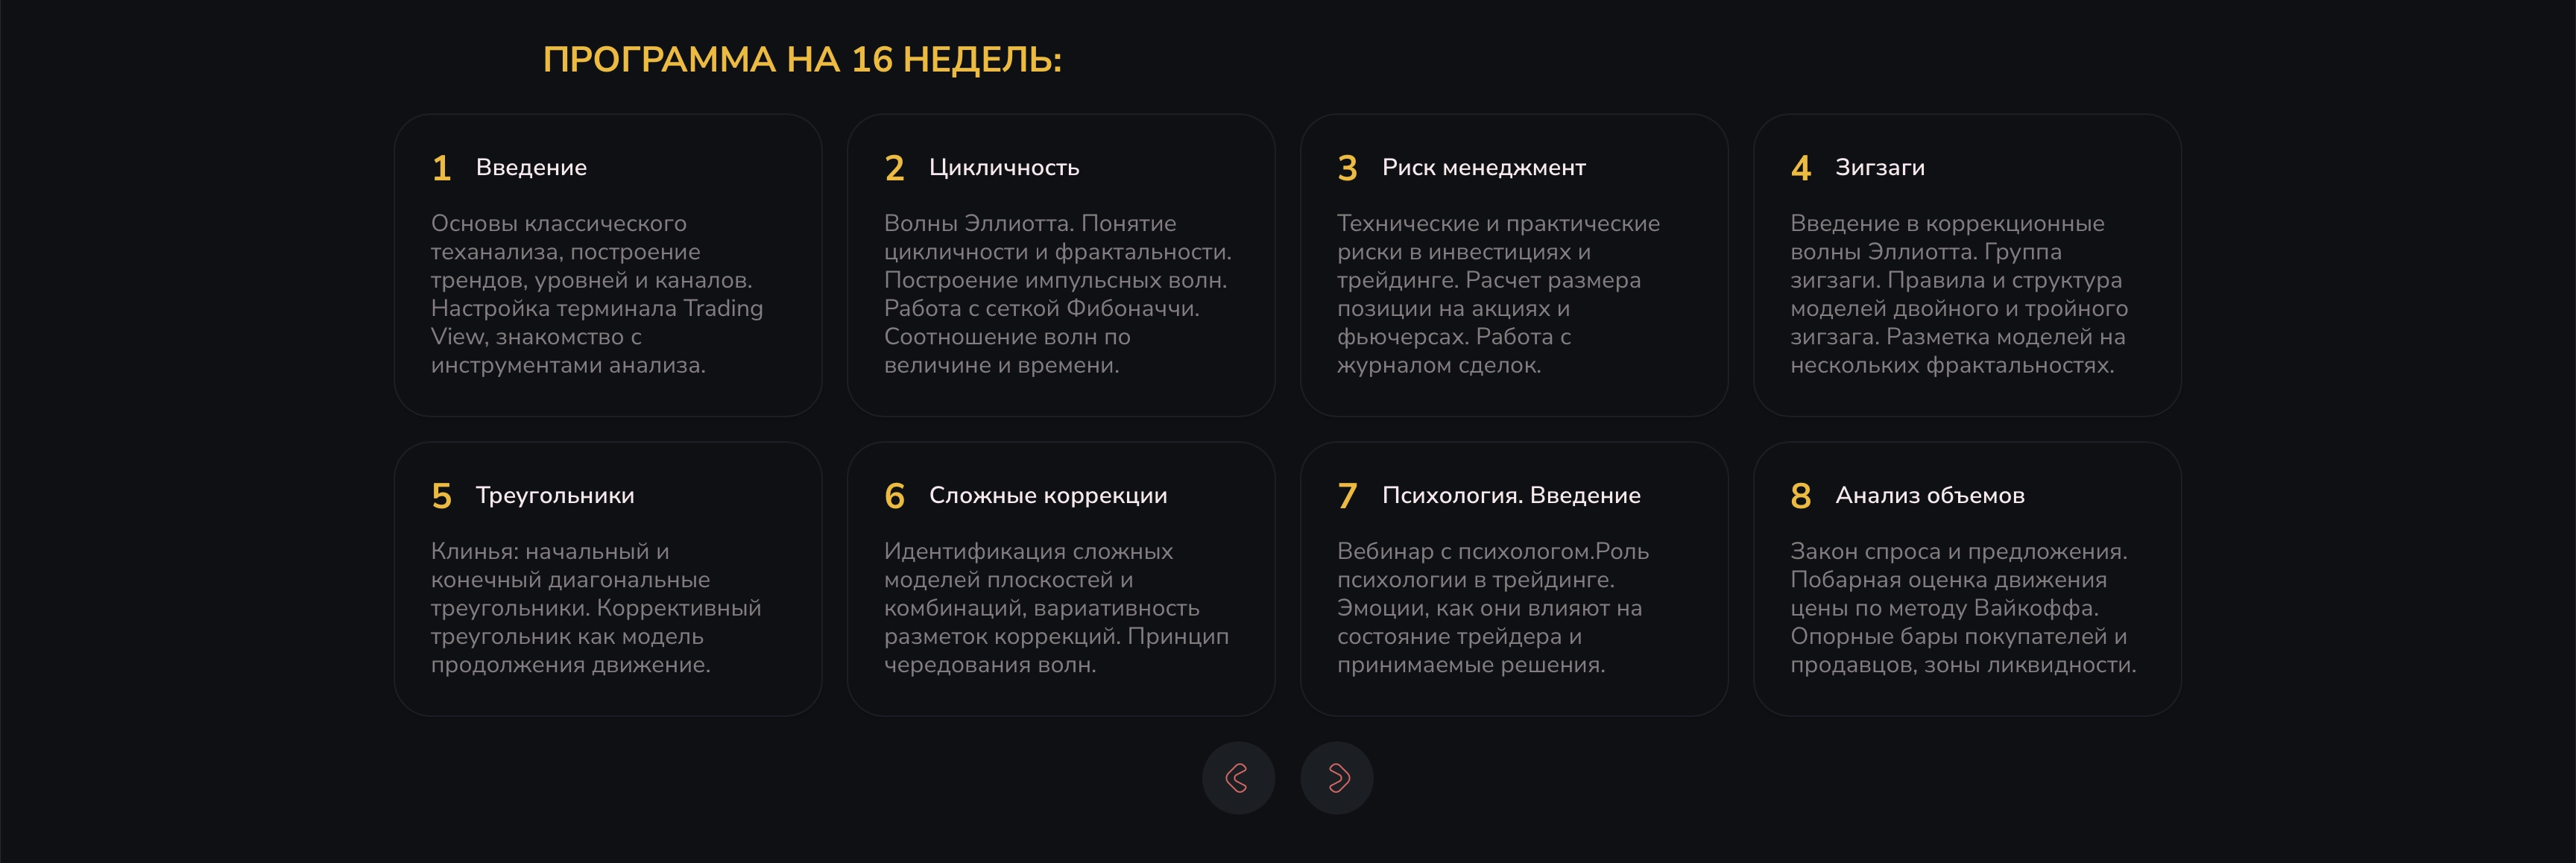 ПРОГРАММА НА 16 НЕДЕЛЬ:
1 Введение
Основы классического
теханализа, построение
трендов, уровней и каналов.
Настройка терминала Trading
View, знакомство с
инструментами анализа.
2 Цикличность
Волны Эллиотта. Понятие
цикличности и фрактальности.
Построение импульсных волн.
Работа с сеткой Фибоначчи.
Соотношение волн по
величине и времени.
3 Риск менеджмент
Технические и практические
риски в инвестициях и
трейдинге. Расчет размера
позиции на акциях и
фьючерсах. Работа с
журналом сделок.
4 Зигзаги
Введение в коррекционные
волны Эллиотта. Группа
зигзаги. Правила и структура
моделей двойного и тройного
зигзага. Разметка моделей на
нескольких фрактальностях.
5 Треугольники
Клинья: начальный и
конечный диагональные
треугольники. Коррективный
треугольник как модель
продолжения движение.
6 Сложные коррекции
Идентификация сложных
моделей плоскостей и
комбинаций, вариативность
разметок коррекций. Принцип
чередования волн.
7 Психология. Введение
Вебинар с психологом.Роль
психологии в трейдинге.
Эмоции, как они влияют на
состояние трейдера и
принимаемые решения.
8 Анализ объемов
Закон спроса и предложения.
Побарная оценка движения
цены по методу Вайкоффа.
Опорные бары покупателей и
продавцов, зоны ликвидности.